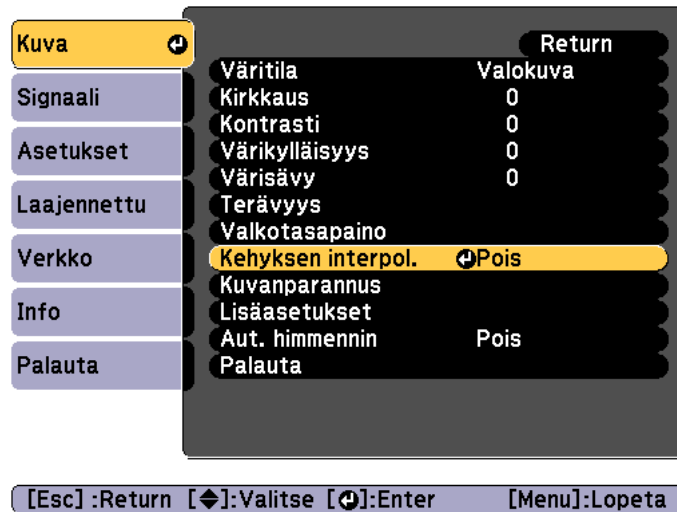 Kuva
Signaali
Asetukset
Laajennettu
Verkko
Info
Palauta
Return
Väritila Valokuva
Kirkkaus 0
Kontrasti 0
Värikylläisyys 0
Värisävy 0
Terävyys
Valkotasapaino
Kehyksen interpol. Pois
Kuvanparannus
Lisäasetukset
Aut. himmennin Pois
Palauta
[Esc] :Return [◆]:Valitse [⏎]:Enter [Menu]:Lopeta